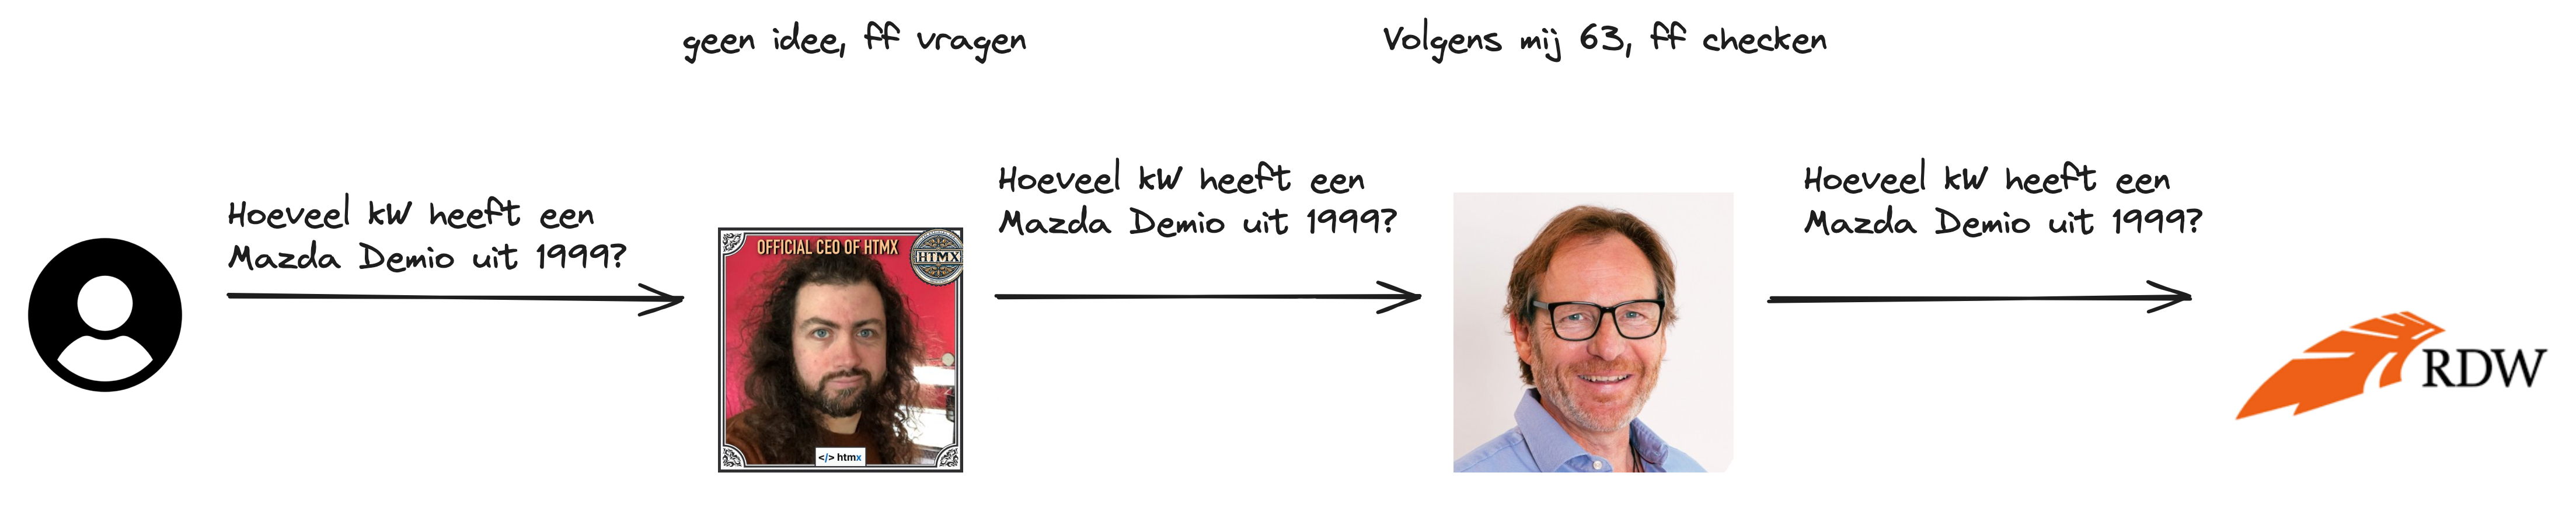 geen idee, ff vragen
Volgens mij 63, ff checken
Hoeveel kW heeft een
Mazda Demio uit 1999?
OFFICIAL CEO OF HTMX
HTMX
</> htmx
Hoeveel kW heeft een
Mazda Demio uit 1999?
Hoeveel kW heeft een
Mazda Demio uit 1999?
RDW